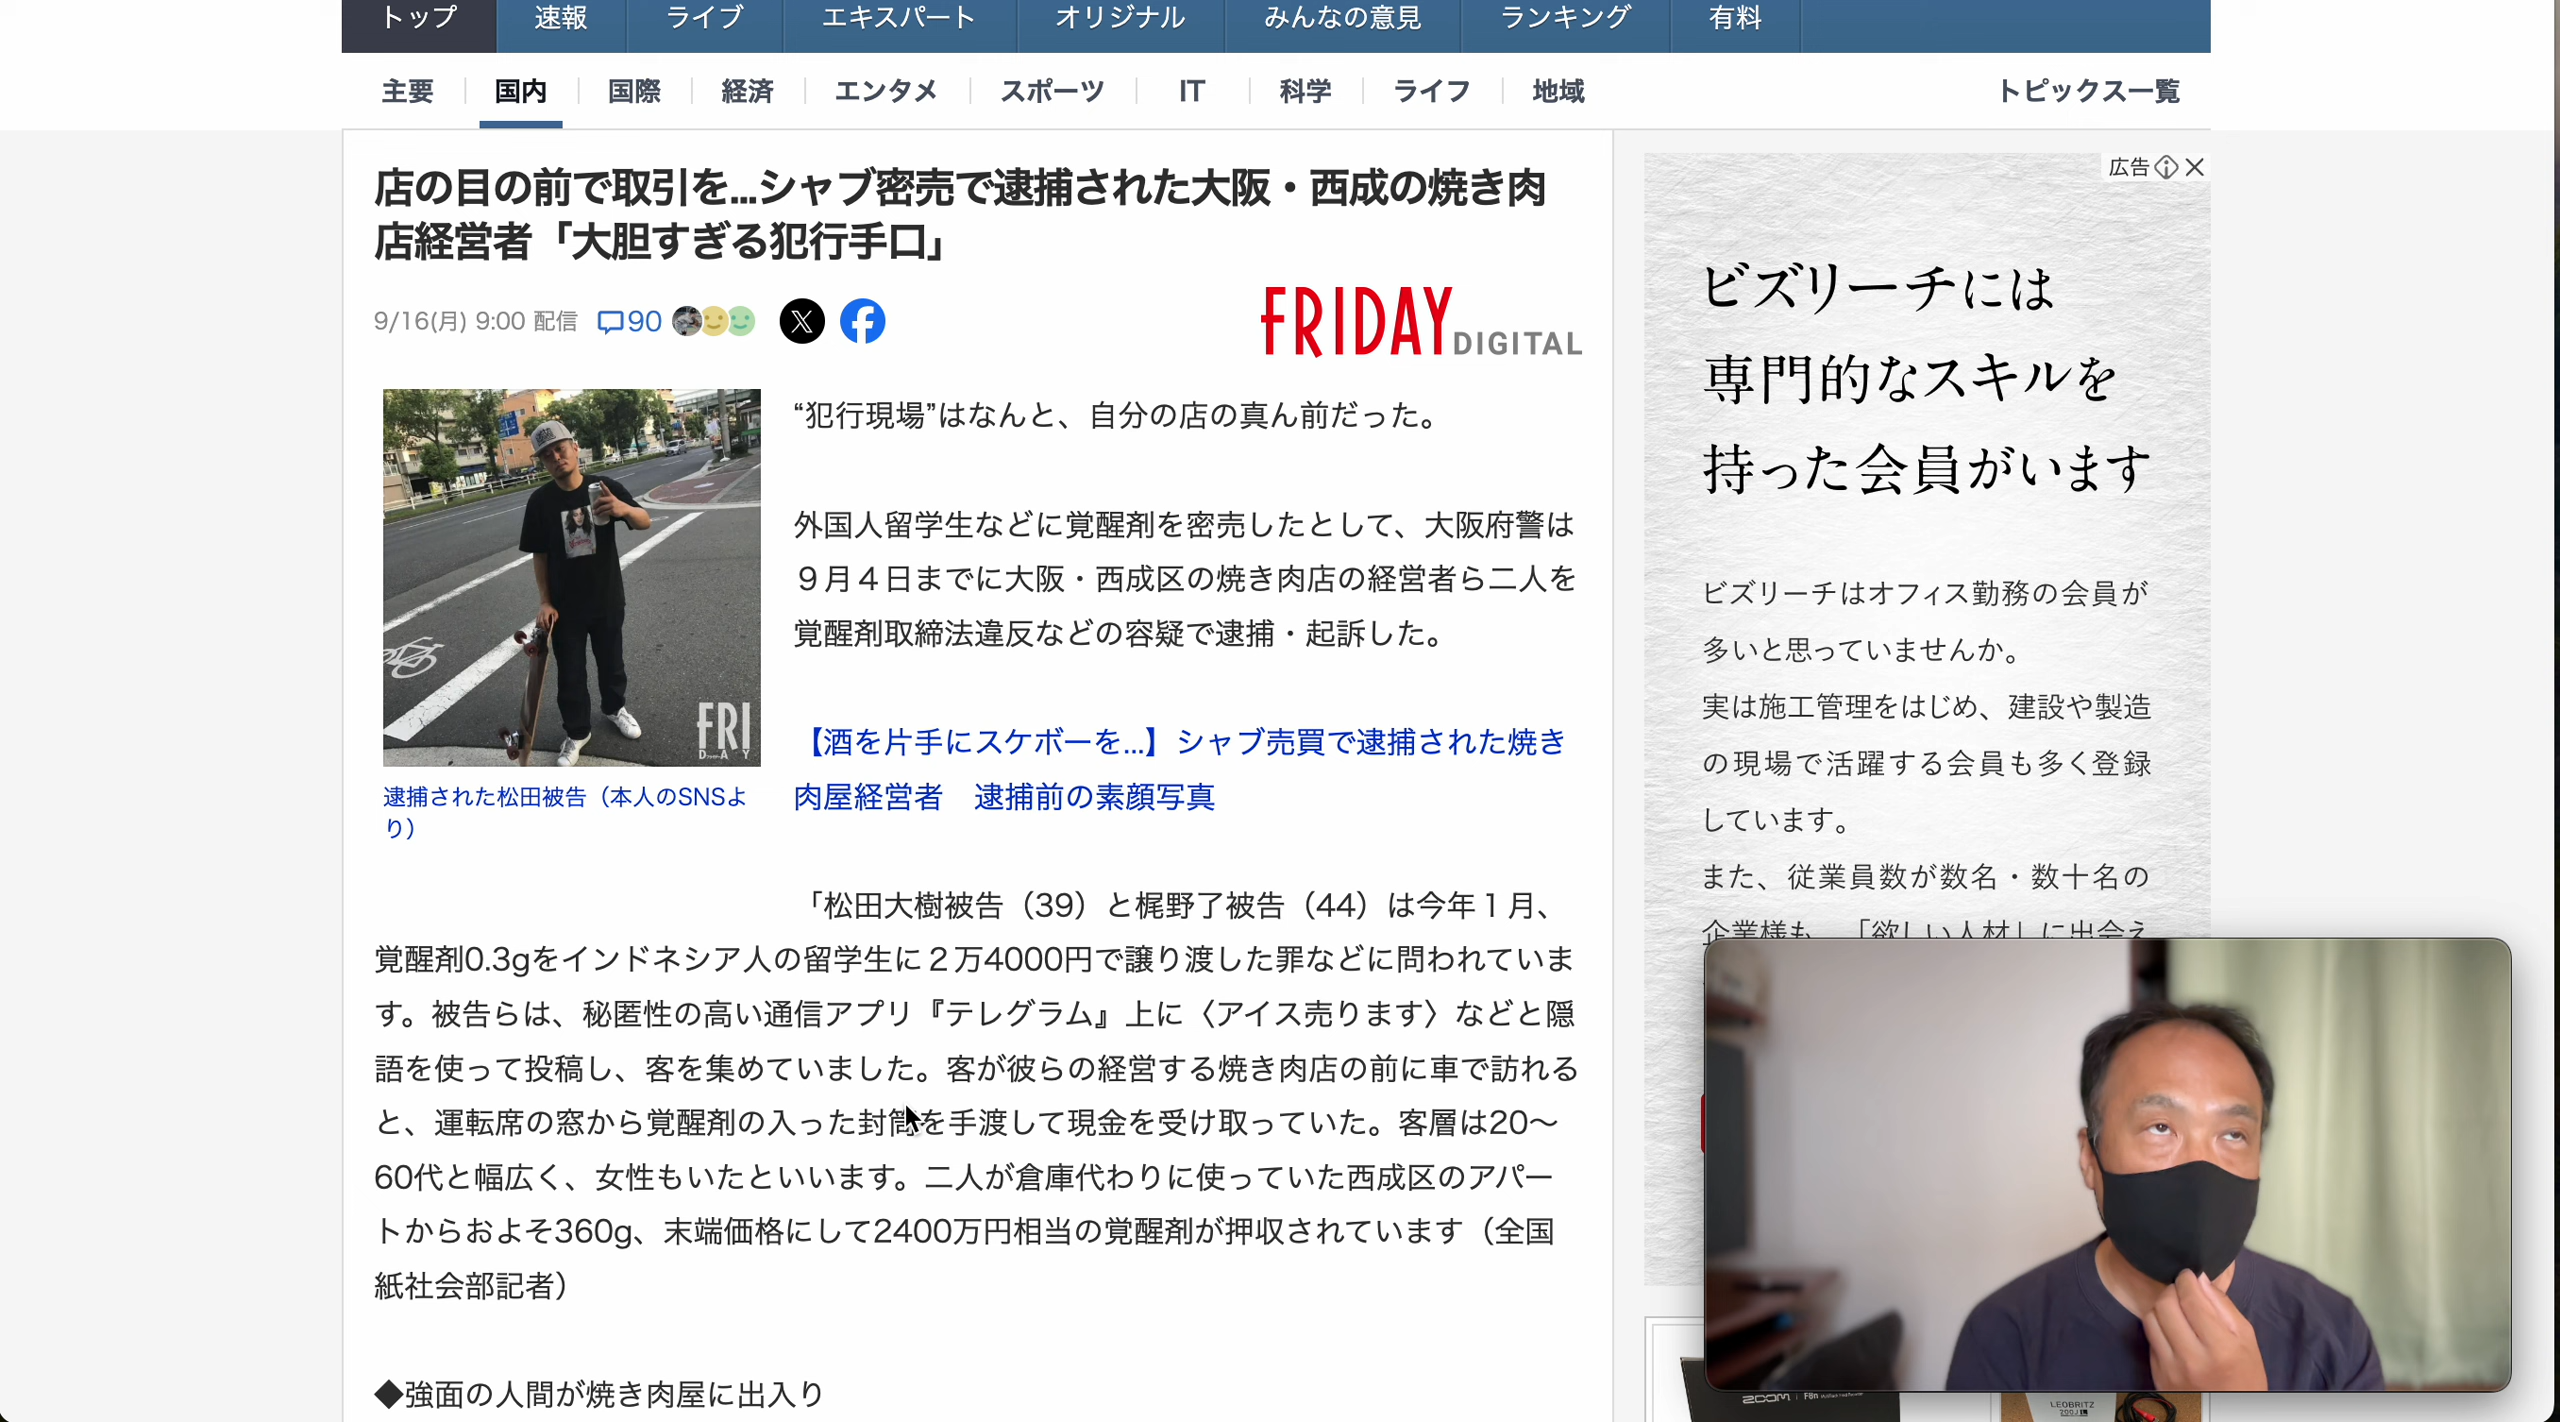 トップ
速報
ライブ
エキスパート
オリジナル
みんなの意見
ランキング
有料
主要
国内
国際
経済
エンタメ
スポーツ
IT
科学
ライフ
地域
トピックス一覧
店の目の前で取引を...シャブ密売で逮捕された大阪・西成の焼き肉
店経営者「大胆すぎる犯行手口」
9/16(月) 9:00 配信
90
FRIDAY DIGITAL
FRI
DAY
逮捕された松田被告（本人のSNSよ
り）
“犯行現場”はなんと、自分の店の真ん前だった。
外国人留学生などに覚醒剤を密売したとして、大阪府警は
９月４日までに大阪・西成区の焼き肉店の経営者ら二人を
覚醒剤取締法違反などの容疑で逮捕・起訴した。
【酒を片手にスケボーを...】シャブ売買で逮捕された焼き
肉屋経営者　逮捕前の素顔写真
「松田大樹被告（39）と梶野了被告（44）は今年１月、
覚醒剤0.3gをインドネシア人の留学生に２万4000円で譲り渡した罪などに問われていま
す。被告らは、秘匿性の高い通信アプリ『テレグラム』上に〈アイス売ります〉などと隠
語を使って投稿し、客を集めていました。客が彼らの経営する焼き肉店の前に車で訪れる
と、運転席の窓から覚醒剤の入った封筒を手渡して現金を受け取っていた。客層は20～
60代と幅広く、女性もいたといいます。二人が倉庫代わりに使っていた西成区のアパー
トからおよそ360g、末端価格にして2400万円相当の覚醒剤が押収されています（全国
紙社会部記者）
◆強面の人間が焼き肉屋に出入り
広告
ビズリーチには
専門的なスキルを
持った会員がいます
ビズリーチはオフィス勤務の会員が
多いと思っていませんか。
実は施工管理をはじめ、建設や製造
の現場で活躍する会員も多く登録
しています。
また、従業員数が数名・数十名の
企業様も、「欲しい人材」に出会え
ZOOM
F8n
LEOBRITZ